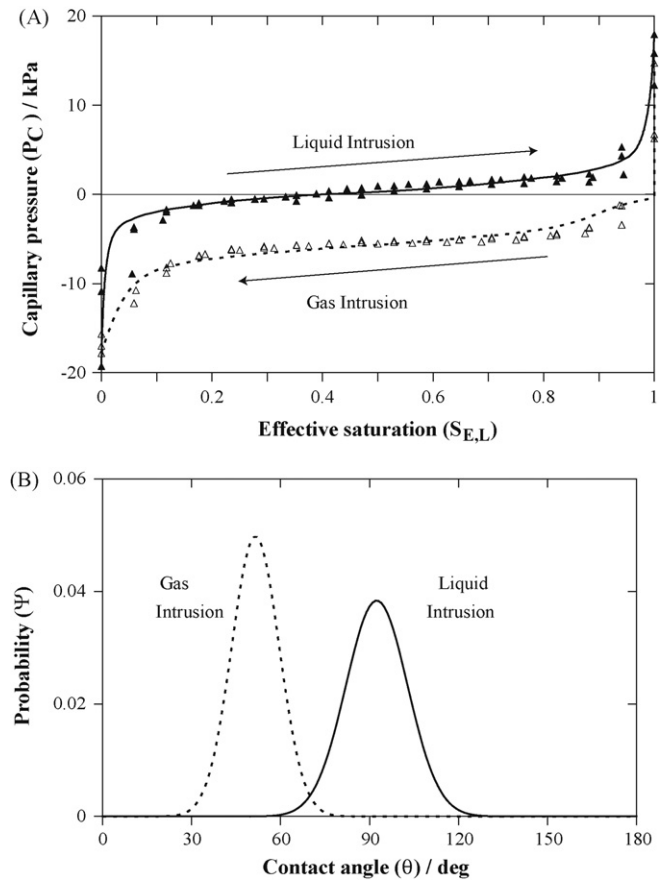 (A)
20
10
0
-10
-20
Capillary pressure (P_C) / kPa
Liquid Intrusion
Gas Intrusion
0 0.2 0.4 0.6 0.8 1
Effective saturation (S_E,L)
(B)
0.06
0.04
0.02
0
Probability (Ψ)
Gas
Intrusion
Liquid
Intrusion
0 30 60 90 120 150 180
Contact angle (θ) / deg